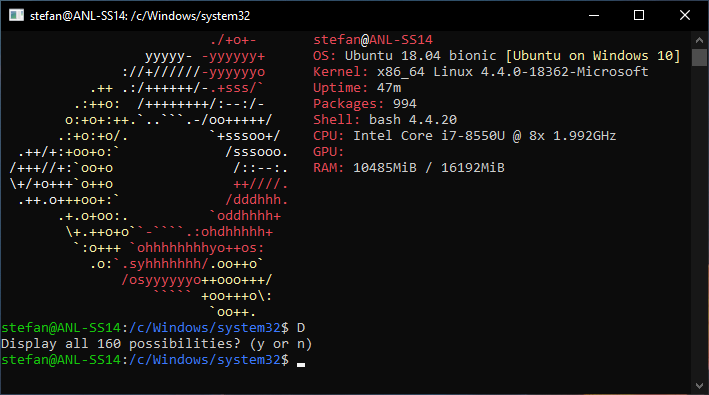 stefan@ANL-SS14: /c/Windows/system32
./+o+-       stefan@ANL-SS14
yyyyy- -yyyyyy+      OS: Ubuntu 18.04 bionic [Ubuntu on Windows 10]
://+//////-yyyyyyo      Kernel: x86_64 Linux 4.4.0-18362-Microsoft
.++ .:/++++++/-.+sss/`      Uptime: 47m
.:++o:  /++++++++/:--:/-      Packages: 994
o:+o+:++.`..```.-/oo+++++/      Shell: bash 4.4.20
.:+o:+o/.          `+sssoo+/      CPU: Intel Core i7-8550U @ 8x 1.992GHz
.++/+:+oo+o:`             /sssooo.      GPU:
/+++//+:`oo+o               /::--:.      RAM: 10485MiB / 16192MiB
\+/+o+++`o++o               ++////.
.++.o+++oo+:`             /dddhhh.
.+.o+oo:.          `oddhhhh+
\+.++o+o``-````.:ohdhhhhh+
`:o+++ `ohhhhhhhhyo++os:
.o:`.syhhhhhhh/.oo++o`
/osyyyyyyo++ooo+++/
````` +oo+++o\:
`oo++.
stefan@ANL-SS14:/c/Windows/system32$ D
Display all 160 possibilities? (y or n)
stefan@ANL-SS14:/c/Windows/system32$